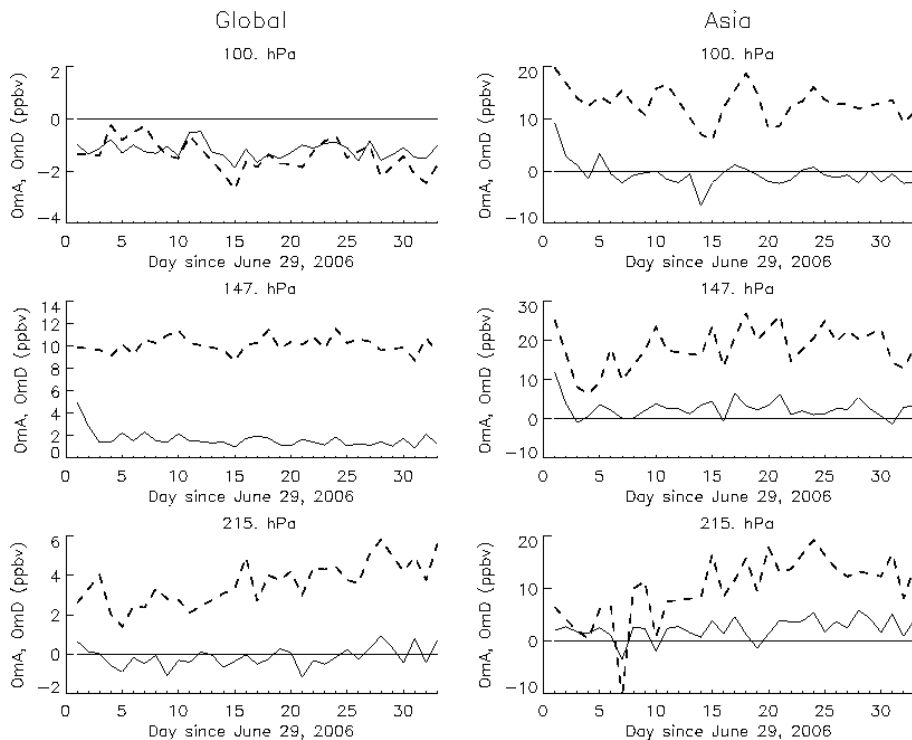 Global
Asia
100. hPa
OmA, OmD (ppbv)
2
0
−2
−4
0 5 10 15 20 25 30
Day since June 29, 2006
100. hPa
OmA, OmD (ppbv)
20
10
0
−10
0 5 10 15 20 25 30
Day since June 29, 2006
147. hPa
OmA, OmD (ppbv)
14
12
10
8
6
4
2
0
0 5 10 15 20 25 30
Day since June 29, 2006
147. hPa
OmA, OmD (ppbv)
30
20
10
0
−10
0 5 10 15 20 25 30
Day since June 29, 2006
215. hPa
OmA, OmD (ppbv)
6
4
2
0
−2
0 5 10 15 20 25 30
Day since June 29, 2006
215. hPa
OmA, OmD (ppbv)
20
10
0
−10
0 5 10 15 20 25 30
Day since June 29, 2006